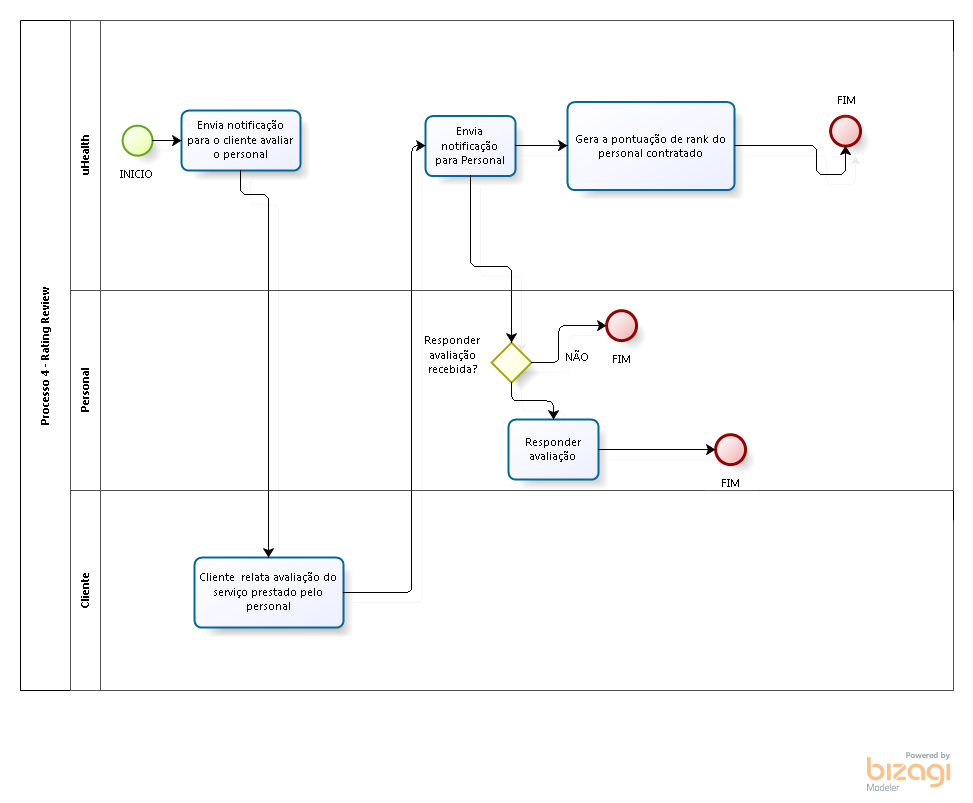 Processo 4 - Rating Review
uHealth
INICIO
Envia notificação
para o cliente avaliar
o personal
Envia
notificação
para Personal
Gera a pontuação de rank do
personal contratado
FIM
Personal
Responder
avaliação
recebida?
NÃO
FIM
Responder
avaliação
FIM
Cliente
Cliente relata avaliação do
serviço prestado pelo
personal
Powered by
bizagi
Modeler